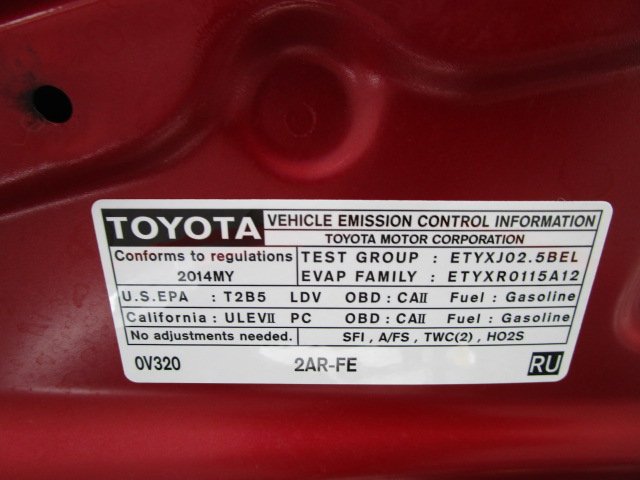 TOYOTA VEHICLE EMISSION CONTROL INFORMATION
TOYOTA MOTOR CORPORATION
Conforms to regulations TEST GROUP : ETYXJ02.5BEL
2014MY EVAP FAMILY : ETYXR0115A12
U.S.EPA : T2B5 LDV OBD : CAII Fuel : Gasoline
California : ULEVII PC OBD : CAII Fuel : Gasoline
No adjustments needed. SFI , A/FS , TWC(2) , HO2S
0V320 2AR-FE RU